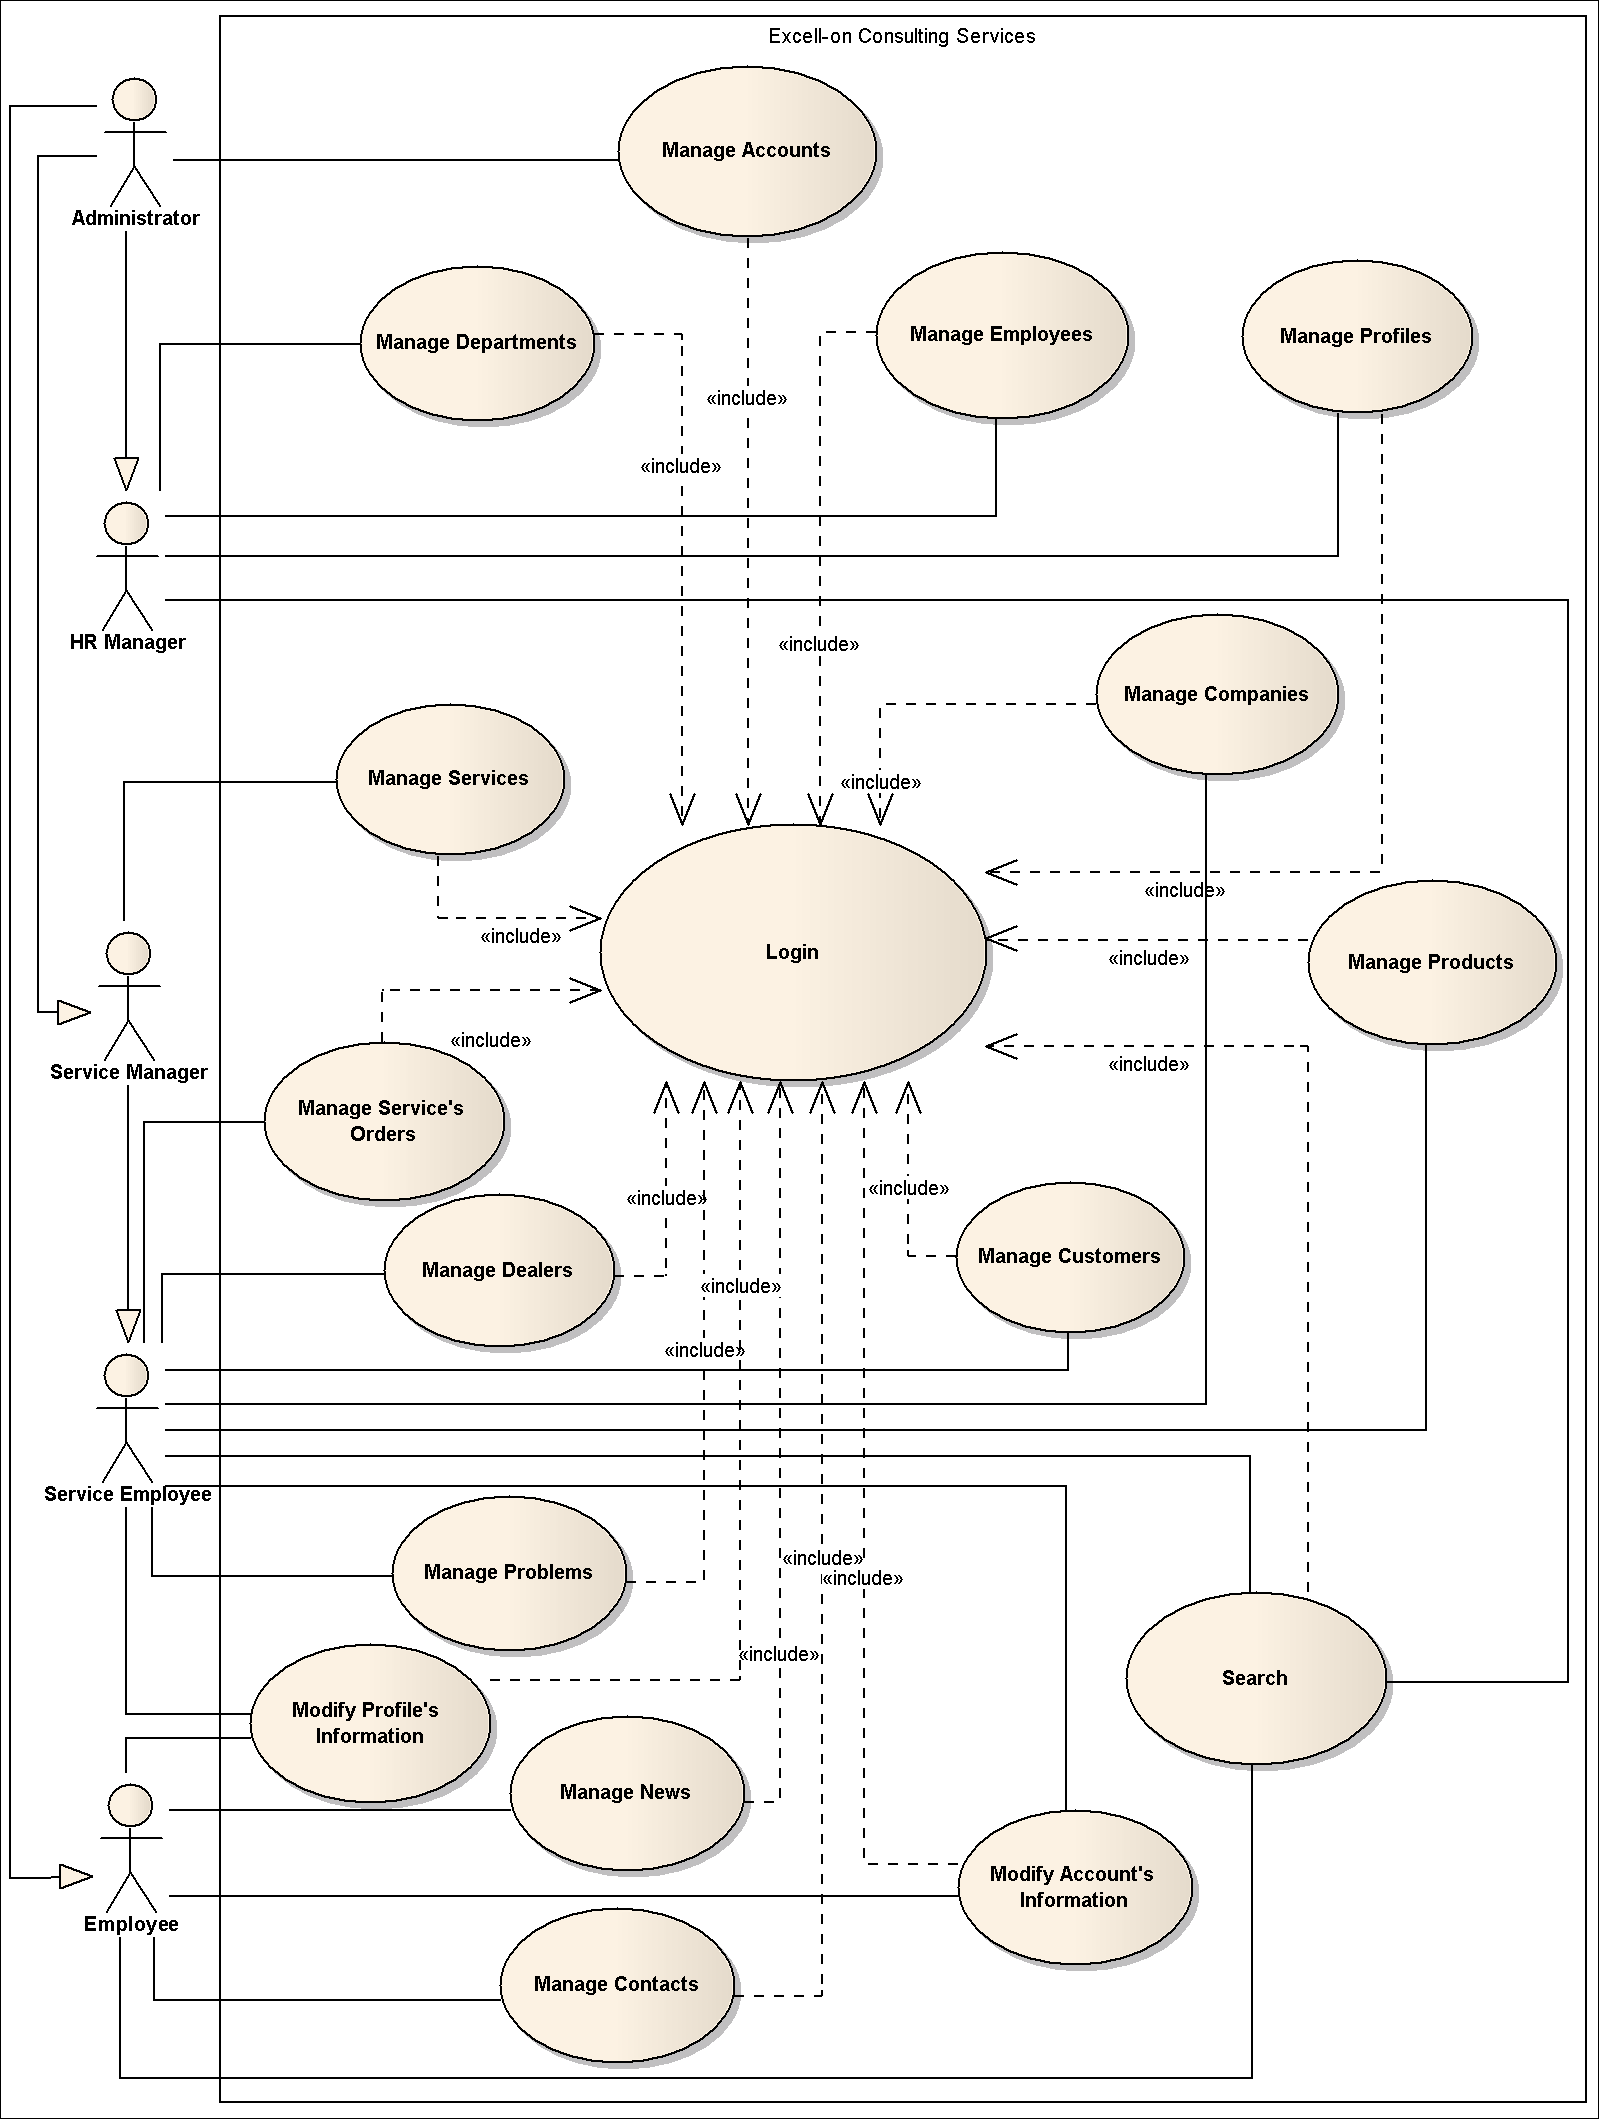 Excell-on Consulting Services
Manage Accounts
Administrator
Manage Departments
Manage Employees
Manage Profiles
«include»
«include»
HR Manager
«include»
Manage Companies
Manage Services
«include»
«include»
«include»
Login
«include»
Manage Products
Service Manager
«include»
«include»
Manage Service's
Orders
«include»
«include»
Manage Dealers
Manage Customers
«include»
«include»
Service Employee
Manage Problems
«include»
«include»
«include»
Search
Modify Profile's
Information
Manage News
Modify Account's
Information
Employee
Manage Contacts